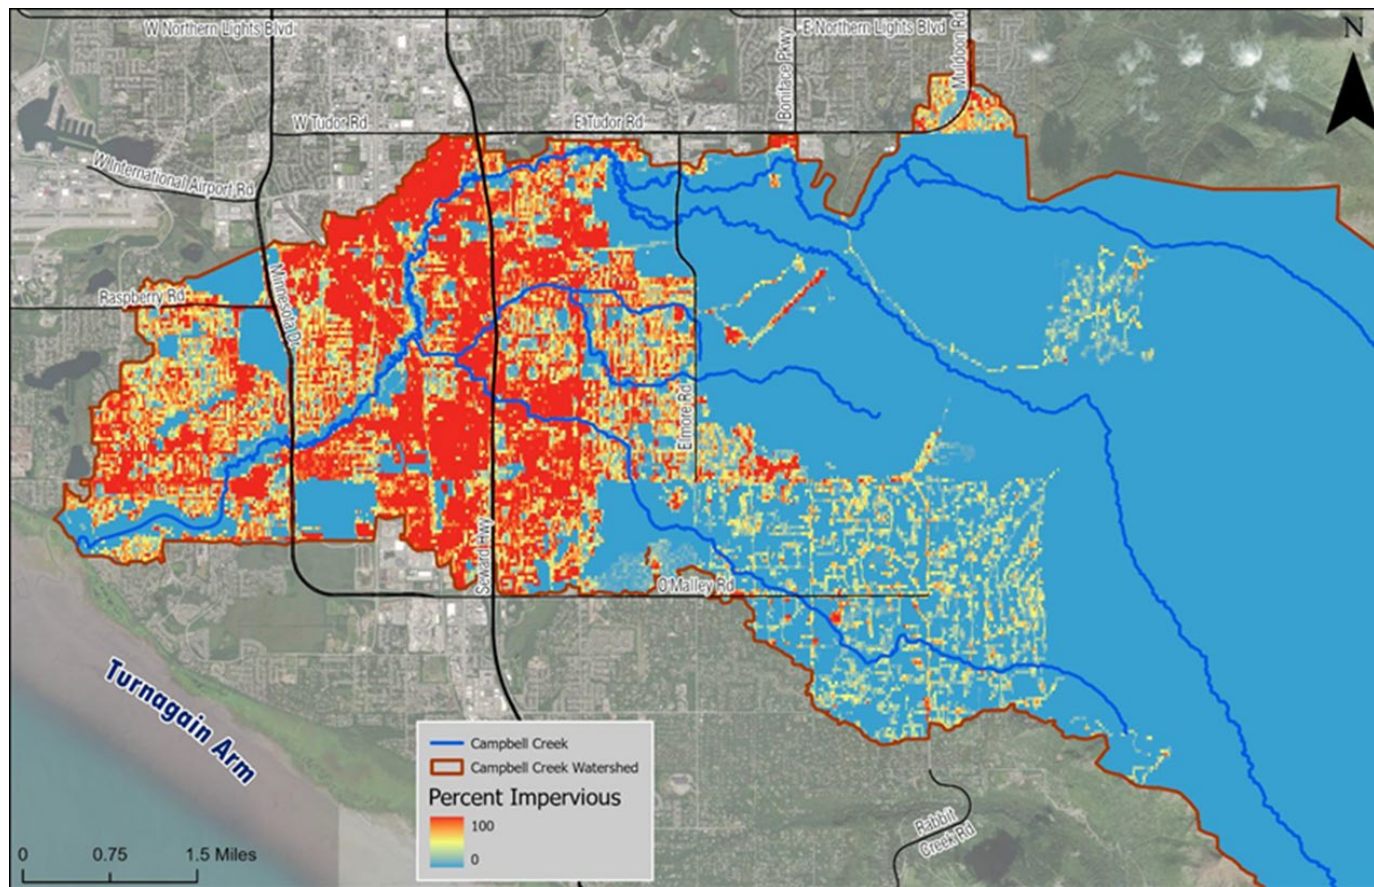 W Northern Lights Blvd
E Northern Lights Blvd
Muldoon Rd
N
Boniface Pkwy
W Tudor Rd
E Tudor Rd
W International Airport Rd
Minnesota Dr
Raspberry Rd
Elmore Rd
Seward Hwy
O'Malley Rd
Turnagain Arm
Campbell Creek
Campbell Creek Watershed
Percent Impervious
100
0
Rabbit
Creek Rd
0 0.75 1.5 Miles